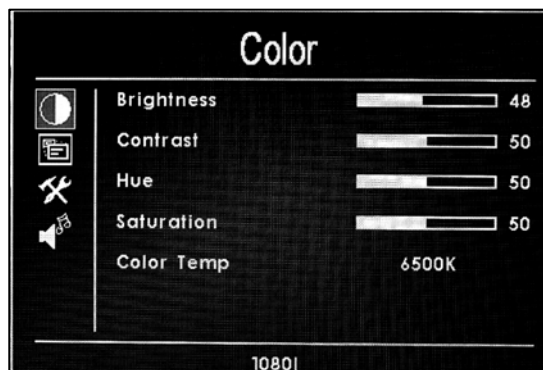 Color
Brightness 48
Contrast 50
Hue 50
Saturation 50
Color Temp 6500K
1080I